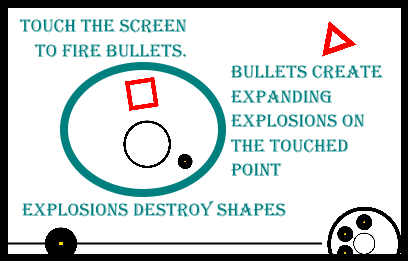 TOUCH THE SCREEN
TO FIRE BULLETS.
BULLETS CREATE
EXPANDING
EXPLOSIONS ON
THE TOUCHED
POINT
EXPLOSIONS DESTROY SHAPES